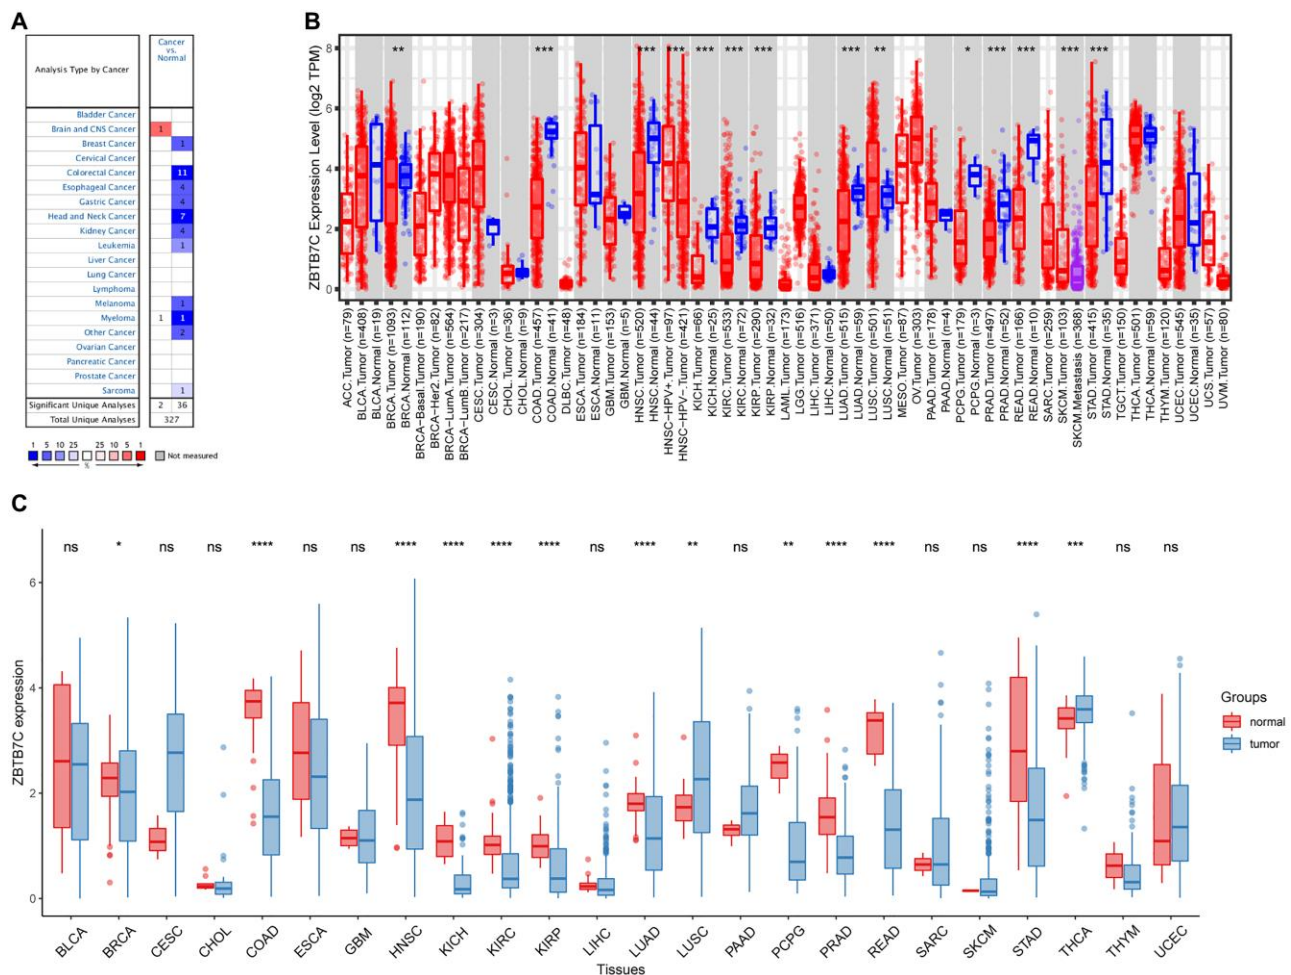 A
Analysis Type by Cancer
Cancer
vs.
Normal
Bladder Cancer
Brain and CNS Cancer 1
Breast Cancer 1
Cervical Cancer
Colorectal Cancer 11
Esophageal Cancer 4
Gastric Cancer 4
Head and Neck Cancer 7
Kidney Cancer 4
Leukemia 1
Liver Cancer
Lung Cancer
Lymphoma
Melanoma 1
Myeloma 1 1
Other Cancer 2
Ovarian Cancer
Pancreatic Cancer
Prostate Cancer
Sarcoma 1
Significant Unique Analyses 2 36
Total Unique Analyses 327
1 5 10 25 25 10 5 1
%
Not measured
B
** *** *** *** *** *** *** *** ** * *** *** *** ***
ZBTB7C Expression Level (log2 TPM)
8
6
4
2
0
ACC.Tumor (n=79)
BLCA.Tumor (n=408)
BLCA.Normal (n=19)
BRCA.Tumor (n=1093)
BRCA.Normal (n=112)
BRCA-Basal.Tumor (n=190)
BRCA-Her2.Tumor (n=82)
BRCA-LumA.Tumor (n=564)
BRCA-LumB.Tumor (n=217)
CESC.Tumor (n=304)
CESC.Normal (n=3)
CHOL.Tumor (n=36)
CHOL.Normal (n=9)
COAD.Tumor (n=457)
COAD.Normal (n=41)
DLBC.Tumor (n=48)
ESCA.Tumor (n=184)
ESCA.Normal (n=11)
GBM.Tumor (n=153)
GBM.Normal (n=5)
HNSC.Tumor (n=520)
HNSC.Normal (n=44)
HNSC-HPV+.Tumor (n=97)
HNSC-HPV-.Tumor (n=421)
KICH.Tumor (n=66)
KICH.Normal (n=25)
KIRC.Tumor (n=533)
KIRC.Normal (n=72)
KIRP.Tumor (n=290)
KIRP.Normal (n=32)
LAML.Tumor (n=173)
LGG.Tumor (n=516)
LIHC.Tumor (n=371)
LIHC.Normal (n=50)
LUAD.Tumor (n=515)
LUAD.Normal (n=59)
LUSC.Tumor (n=501)
LUSC.Normal (n=51)
MESO.Tumor (n=87)
OV.Tumor (n=303)
PAAD.Tumor (n=178)
PAAD.Normal (n=4)
PCPG.Tumor (n=179)
PCPG.Normal (n=3)
PRAD.Tumor (n=497)
PRAD.Normal (n=52)
READ.Tumor (n=166)
READ.Normal (n=10)
SARC.Tumor (n=259)
SKCM.Tumor (n=103)
SKCM.Metastasis (n=368)
STAD.Tumor (n=415)
STAD.Normal (n=35)
TGCT.Tumor (n=150)
THCA.Tumor (n=501)
THCA.Normal (n=59)
THYM.Tumor (n=120)
UCEC.Tumor (n=545)
UCEC.Normal (n=35)
UCS.Tumor (n=57)
UVM.Tumor (n=80)
C
ns * ns ns **** ns ns **** **** **** **** ns **** ** ns ** **** **** ns ns **** *** ns ns
ZBTB7C expression
6
4
2
0
BLCA
BRCA
CESC
CHOL
COAD
ESCA
GBM
HNSC
KICH
KIRC
KIRP
LIHC
LUAD
LUSC
PAAD
PCPG
PRAD
READ
SARC
SKCM
STAD
THCA
THYM
UCEC
Tissues
Groups
normal
tumor